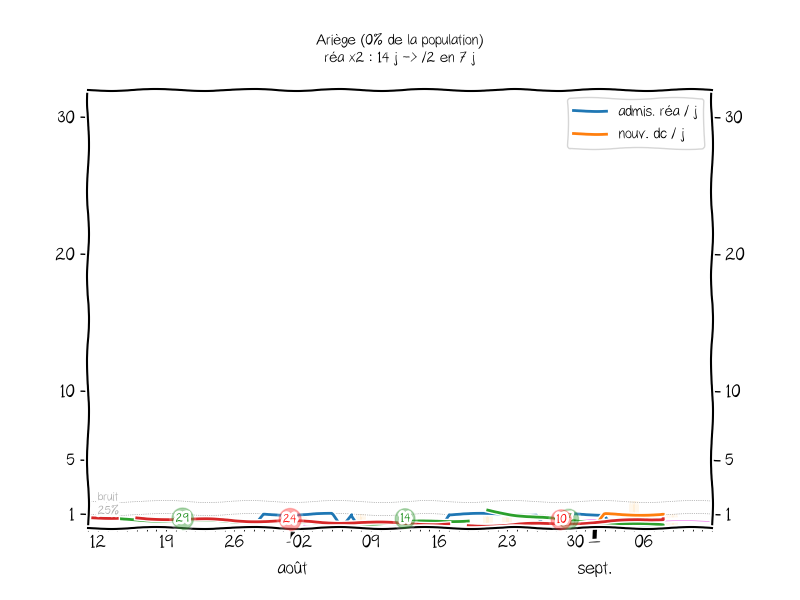 Ariège (0% de la population)
réa x2 : 14 j -> /2 en 7 j
admis. réa / j
nouv. dc / j
30 30
20 20
10 10
5 5
bruit
25%
1 1
29 24 14 10
12 19 26 02 09 16 23 30 06
août sept.